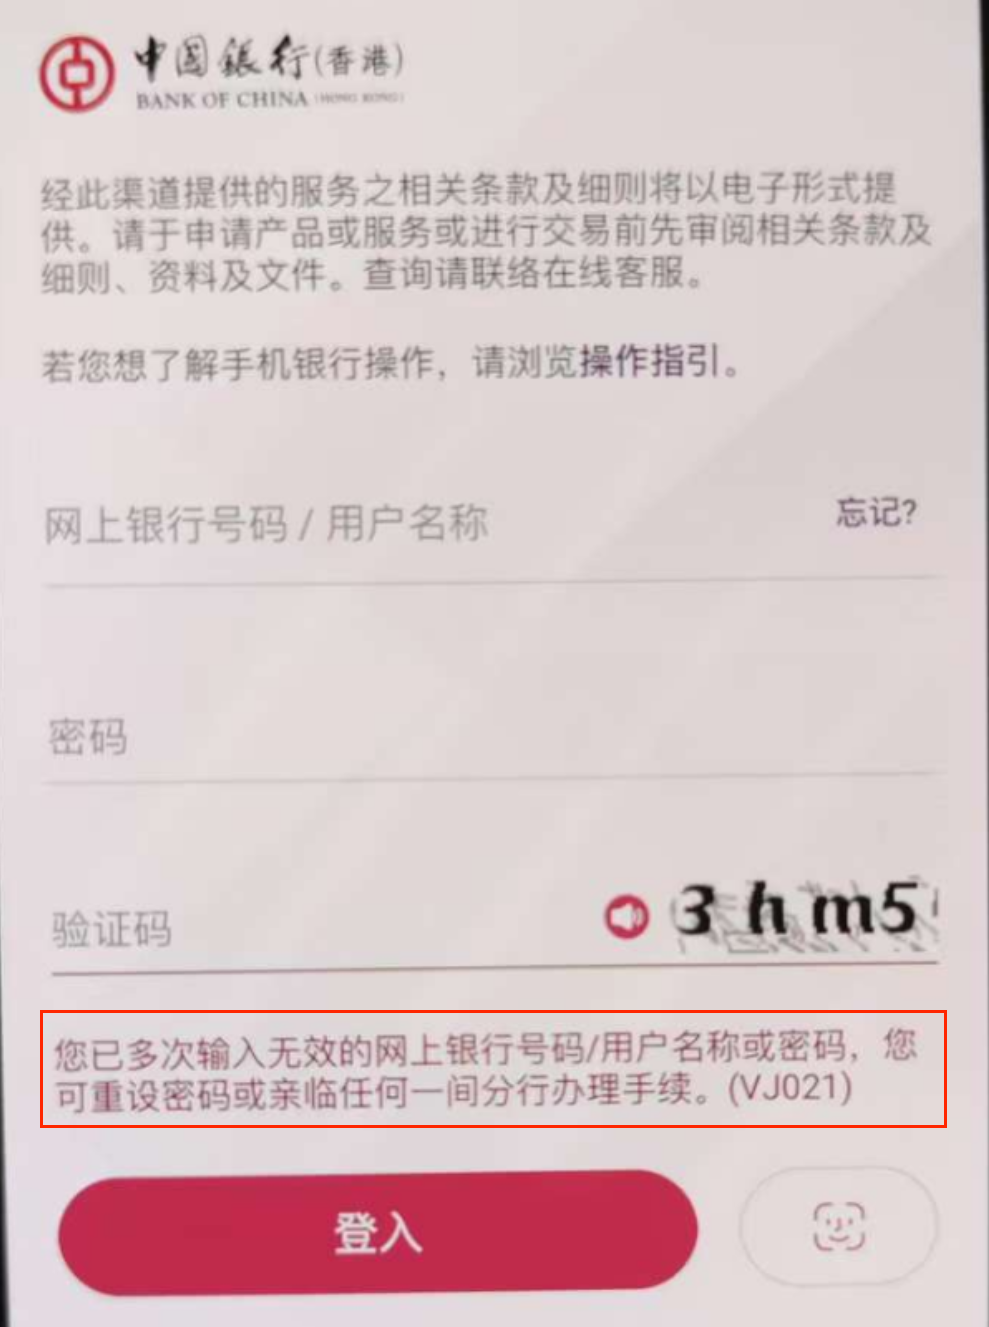 中国銀行(香港)
BANK OF CHINA (HONG KONG)
经此渠道提供的服务之相关条款及细则将以电子形式提
供。请于申请产品或服务或进行交易前先审阅相关条款及
细则、资料及文件。查询请联络在线客服。
若您想了解手机银行操作，请浏览操作指引。
网上银行号码 / 用户名称 忘记?
密码
验证码 3 h m5
您已多次输入无效的网上银行号码/用户名称或密码，您
可重设密码或亲临任何一间分行办理手续。(VJ021)
登入